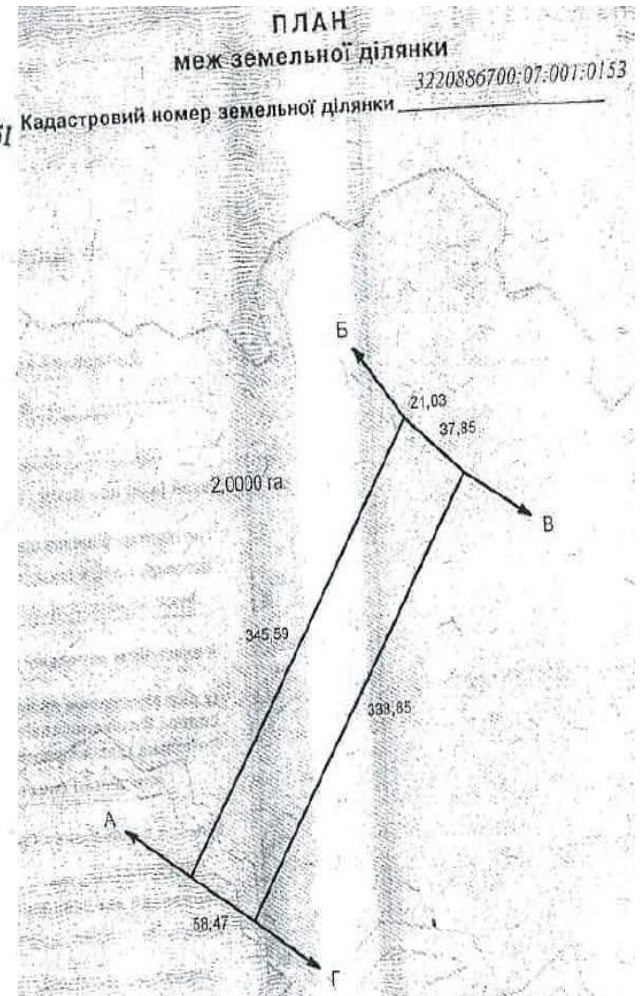 ПЛАН
меж земельної ділянки
Кадастровий номер земельної ділянки 3220886700:07:001:0153
Б
21,03
37,85
2,0000 га
В
345,59
338,85
А
58,47
Г